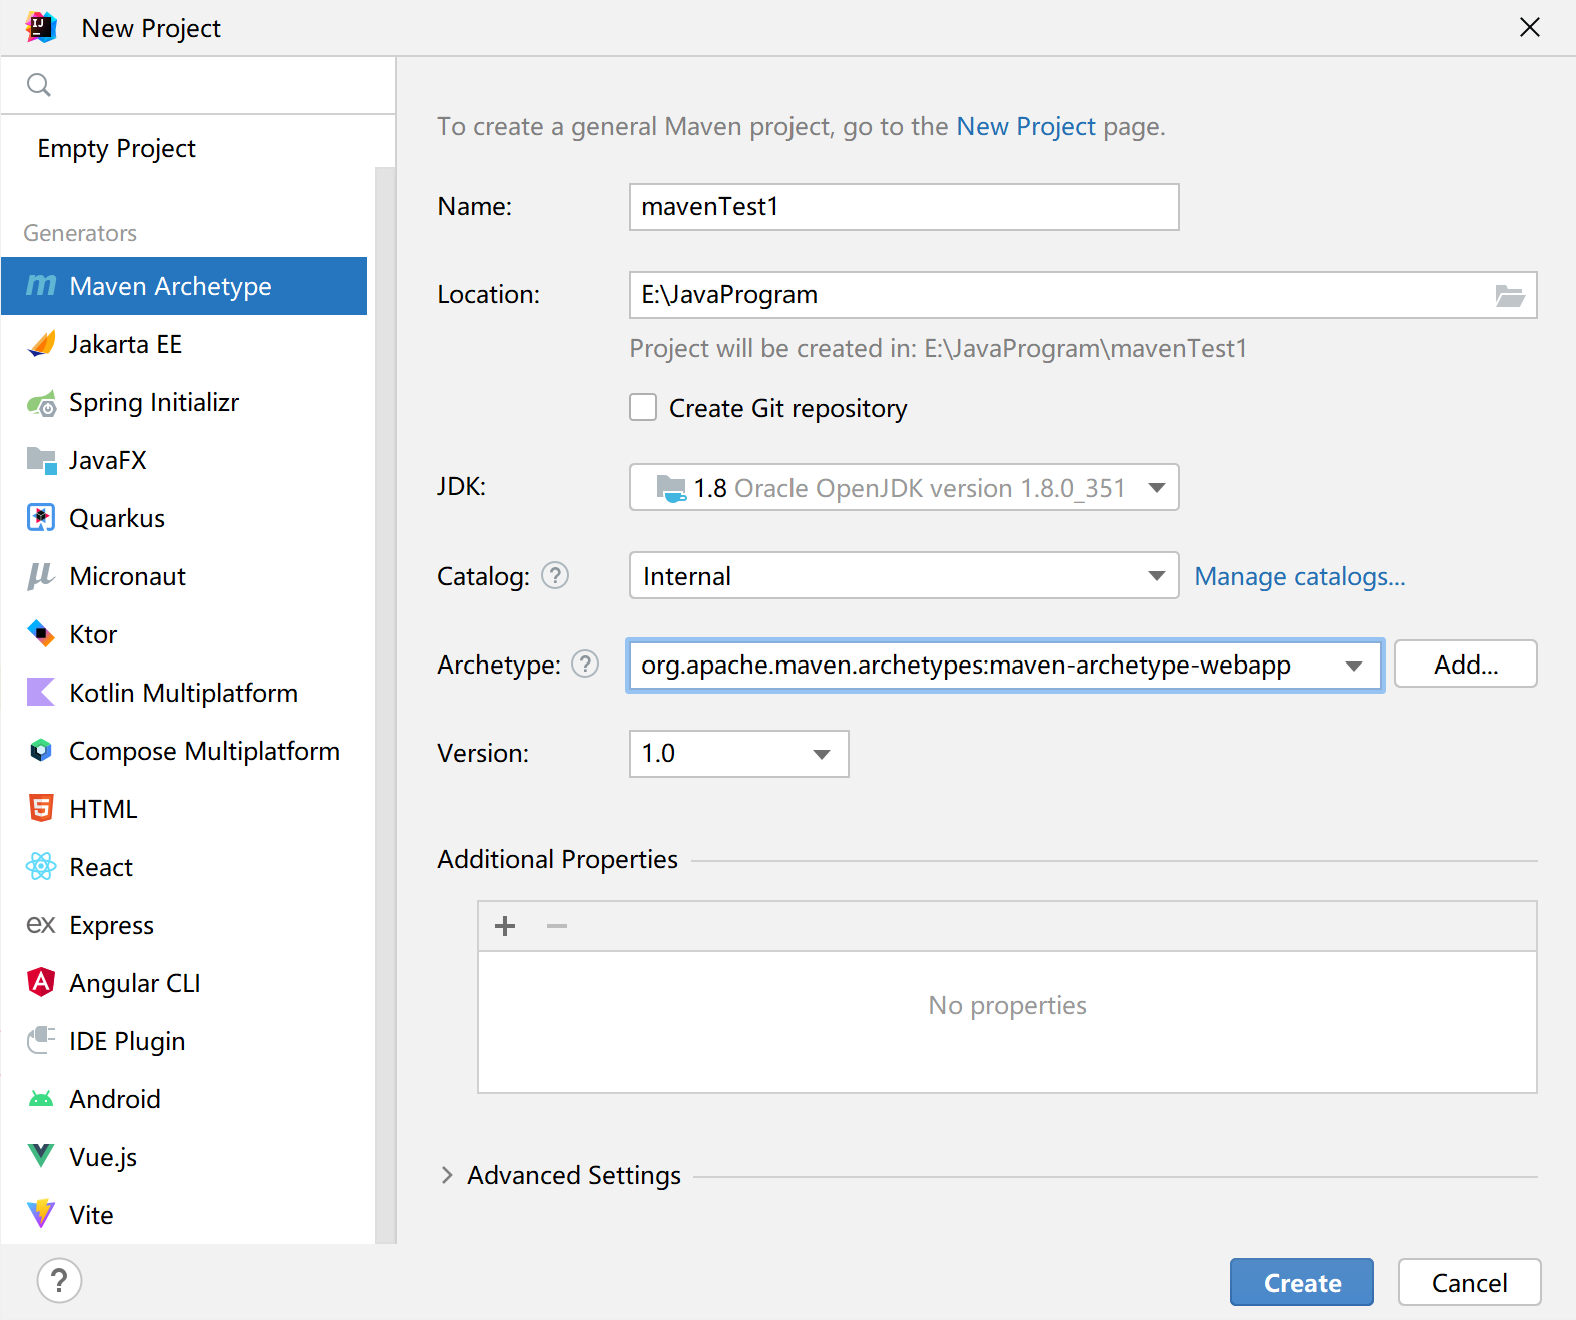 New Project
Empty Project
Generators
Maven Archetype
Jakarta EE
Spring Initializr
JavaFX
Quarkus
Micronaut
Ktor
Kotlin Multiplatform
Compose Multiplatform
HTML
React
ex Express
Angular CLI
IDE Plugin
Android
Vue.js
Vite
To create a general Maven project, go to the New Project page.
Name: mavenTest1
Location: E:\JavaProgram
Project will be created in: E:\JavaProgram\mavenTest1
Create Git repository
JDK: 1.8 Oracle OpenJDK version 1.8.0_351
Catalog: ? Internal Manage catalogs...
Archetype: ? org.apache.maven.archetypes:maven-archetype-webapp Add...
Version: 1.0
Additional Properties
No properties
Advanced Settings
? Create Cancel